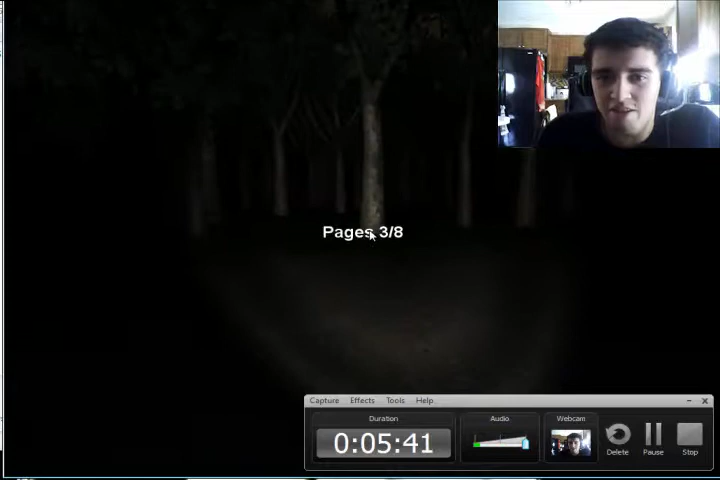 Pages 3/8
Capture Effects Tools Help
Duration
Audio
Webcam
0:05:41
Delete
Pause
Stop